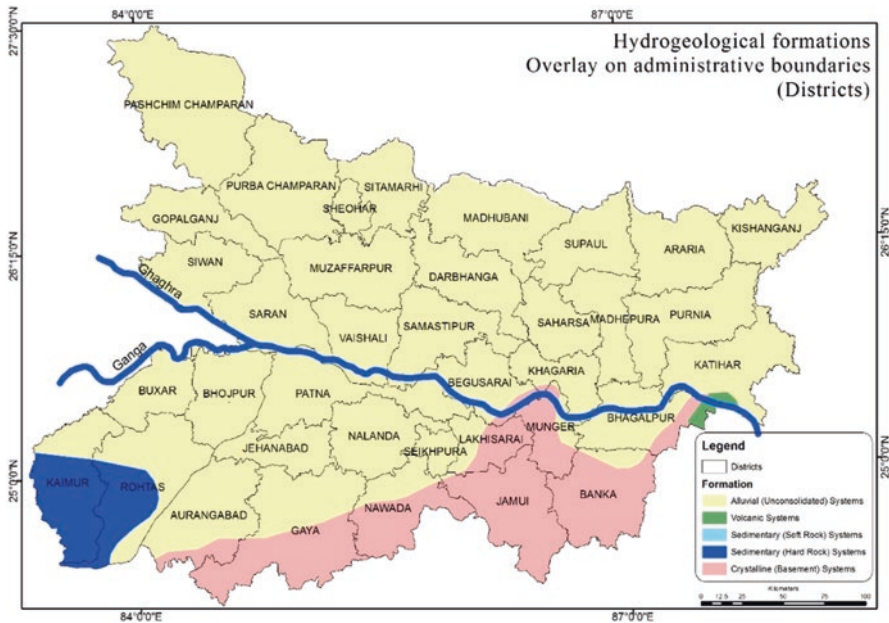 84°0'0"E
87°0'0"E
27°30'0"N
Hydrogeological formations
Overlay on administrative boundaries
(Districts)
PASHCHIM CHAMPARAN
PURBA CHAMPARAN
SITAMARHI
SHEOHAR
GOPALGANJ
MADHUBANI
KISHANGANJ
SUPAUL
ARARIA
26°15'0"N
26°15'0"N
SIWAN
MUZAFFARPUR
DARBHANGA
Ghaghra
SARAN
VAISHALI
SAMASTIPUR
SAHARSA
MADHEPURA
PURNIA
Ganga
BEGUSARAI
KHAGARIA
KATIHAR
BUXAR
BHOJPUR
PATNA
BHAGALPUR
NALANDA
LAKHISARAI
MUNGER
JEHANABAD
SEIKHPURA
25°0'0"N
25°0'0"N
KAIMUR
ROHTAS
AURANGABAD
GAYA
NAWADA
JAMUI
BANKA
Legend
Districts
Formation
Alluvial (Unconsolidated) Systems
Volcanic Systems
Sedimentary (Soft Rock) Systems
Sedimentary (Hard Rock) Systems
Crystalline (Basement) Systems
Kilometers
0 12.5 25 50 75 100
84°0'0"E
87°0'0"E